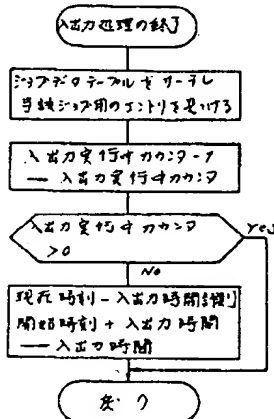 入出力処理の終了
ジョブデータテーブルをサーチし
当該ジョブ用のエントリを見つける
入出力実行中カウンタ-1
― 入出力実行中カウンタ
入出力実行中カウンタ
>0
Yes
No
現在時刻-入出力時間計測
開始時刻+入出力時間
― 入出力時間
戻り